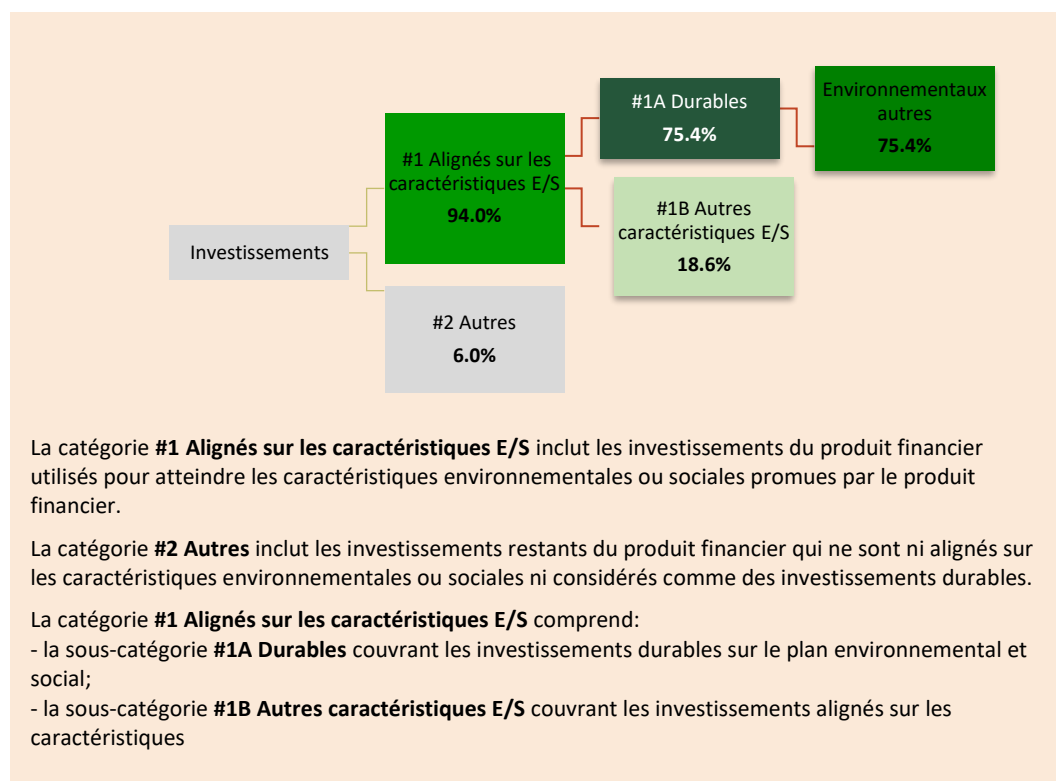 #1A Durables
75.4%
Environnementaux
autres
75.4%
#1 Alignés sur les
caractéristiques E/S
94.0%
#1B Autres
caractéristiques E/S
18.6%
Investissements
#2 Autres
6.0%
La catégorie #1 Alignés sur les caractéristiques E/S inclut les investissements du produit financier
utilisés pour atteindre les caractéristiques environnementales ou sociales promues par le produit
financier.
La catégorie #2 Autres inclut les investissements restants du produit financier qui ne sont ni alignés sur
les caractéristiques environnementales ou sociales ni considérés comme des investissements durables.
La catégorie #1 Alignés sur les caractéristiques E/S comprend:
- la sous-catégorie #1A Durables couvrant les investissements durables sur le plan environnemental et
social;
- la sous-catégorie #1B Autres caractéristiques E/S couvrant les investissements alignés sur les
caractéristiques